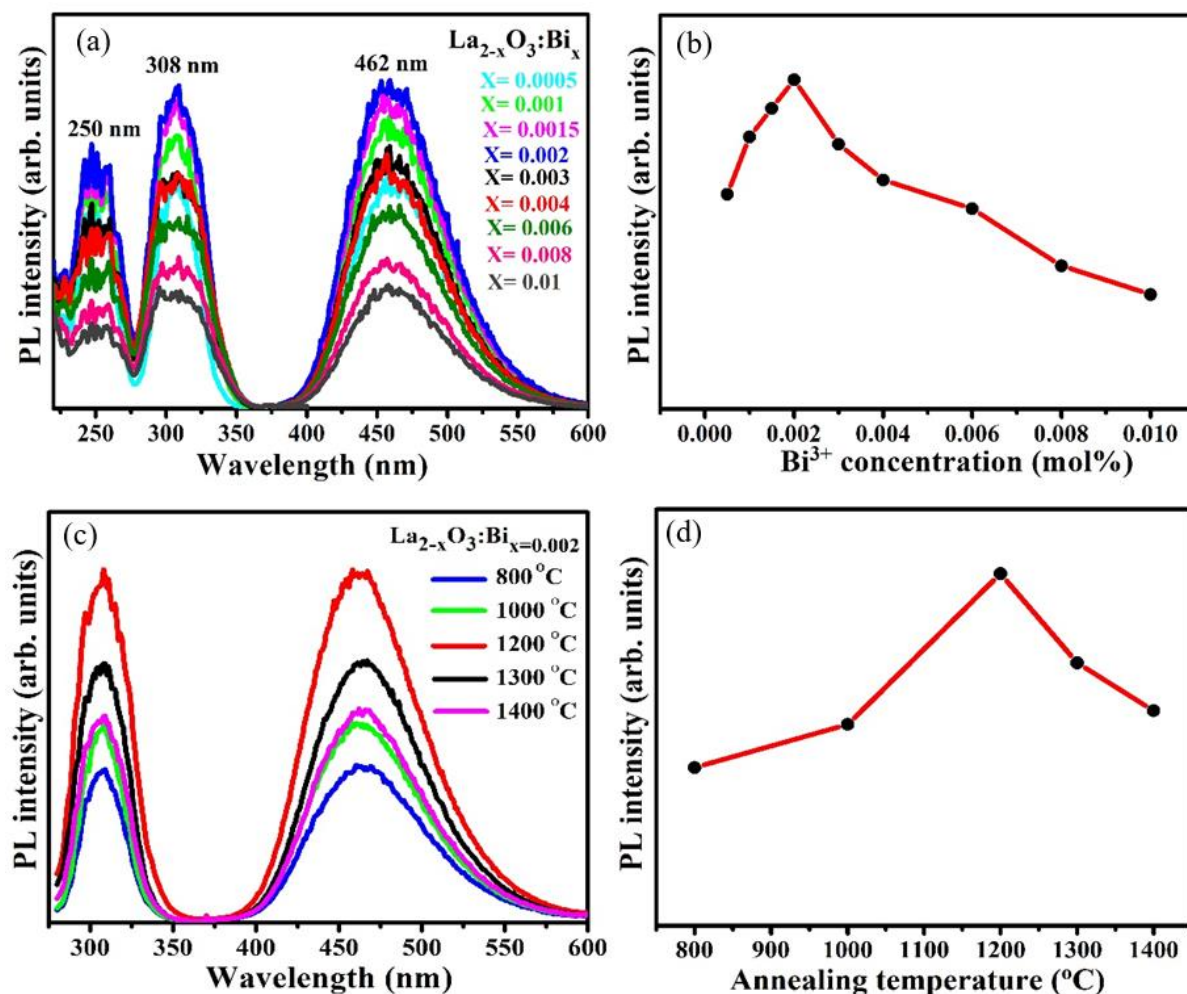 (a)
La2-xO3:Bix
250 nm
308 nm
462 nm
X= 0.0005
X= 0.001
X= 0.0015
X= 0.002
X= 0.003
X= 0.004
X= 0.006
X= 0.008
X= 0.01
PL intensity (arb. units)
250 300 350 400 450 500 550 600
Wavelength (nm)
(b)
PL intensity (arb. units)
0.000 0.002 0.004 0.006 0.008 0.010
Bi³⁺ concentration (mol%)
(c)
La2-xO3:Bix=0.002
800 °C
1000 °C
1200 °C
1300 °C
1400 °C
PL intensity (arb. units)
300 350 400 450 500 550 600
Wavelength (nm)
(d)
PL intensity (arb. units)
800 900 1000 1100 1200 1300 1400
Annealing temperature (ºC)